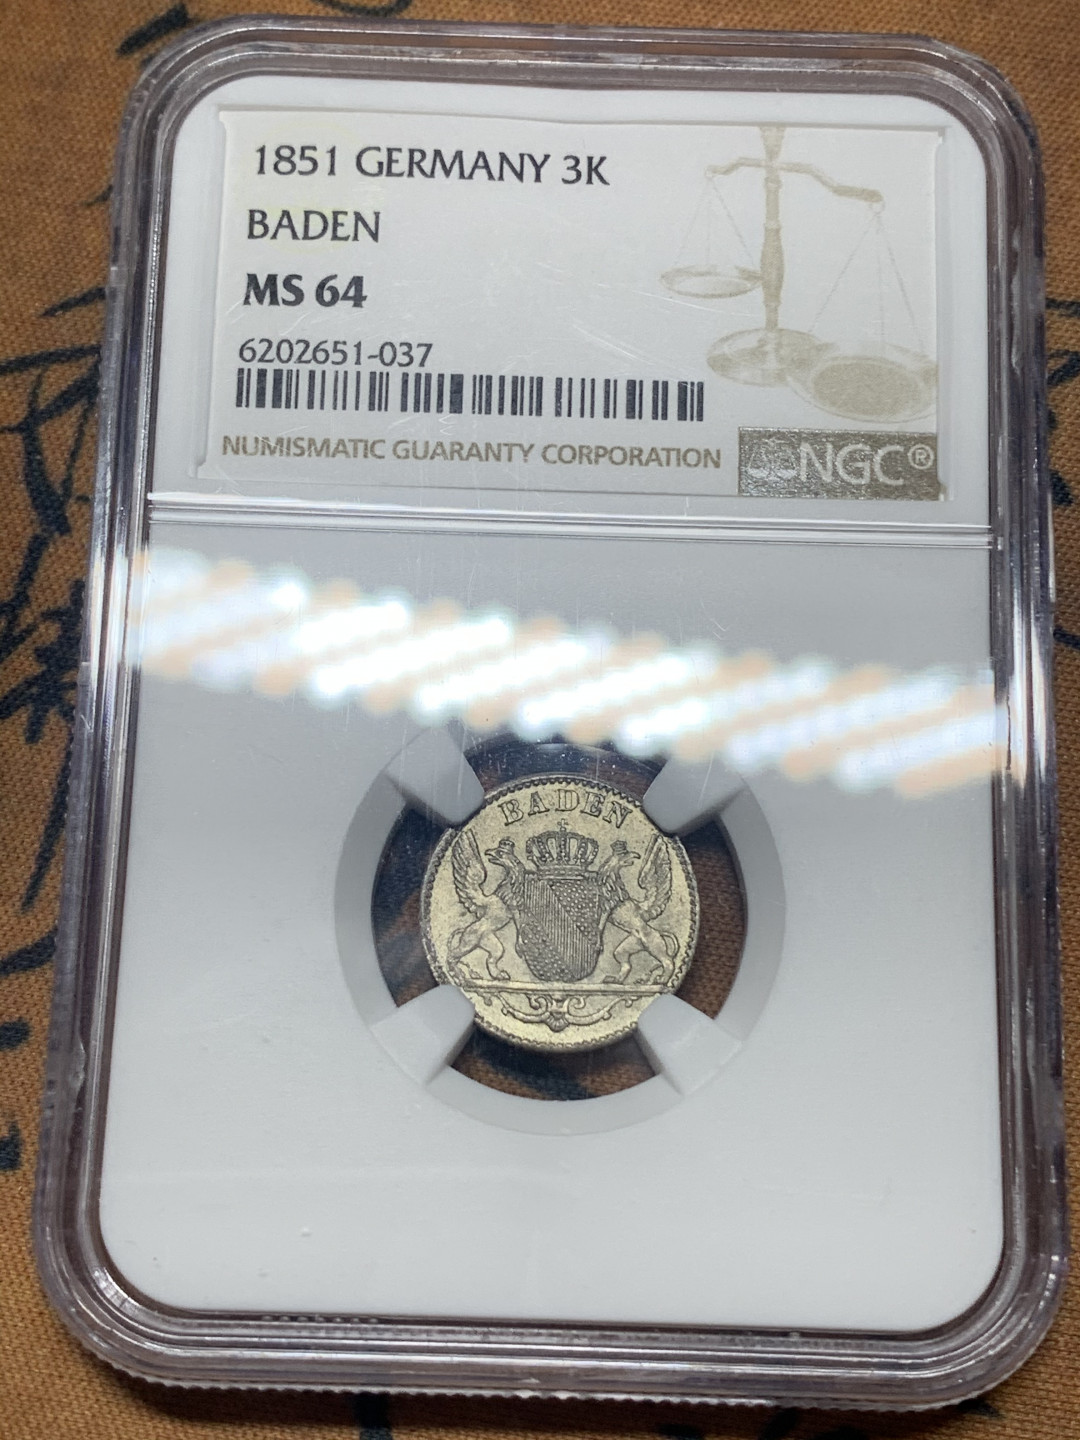 1851 GERMANY 3K
BADEN
MS 64
6202651-037
NUMISMATIC GUARANTY CORPORATION
NGC®
BADEN